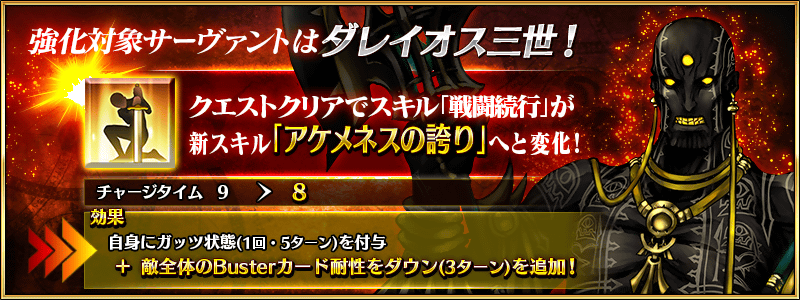 強化対象サーヴァントはダレイオス三世！
クエストクリアでスキル「戦闘続行」が
新スキル「アケメネスの誇り」へと変化！
チャージタイム 9 > 8
効果
自身にガッツ状態(1回・5ターン)を付与
＋ 敵全体のBusterカード耐性をダウン(3ターン)を追加！